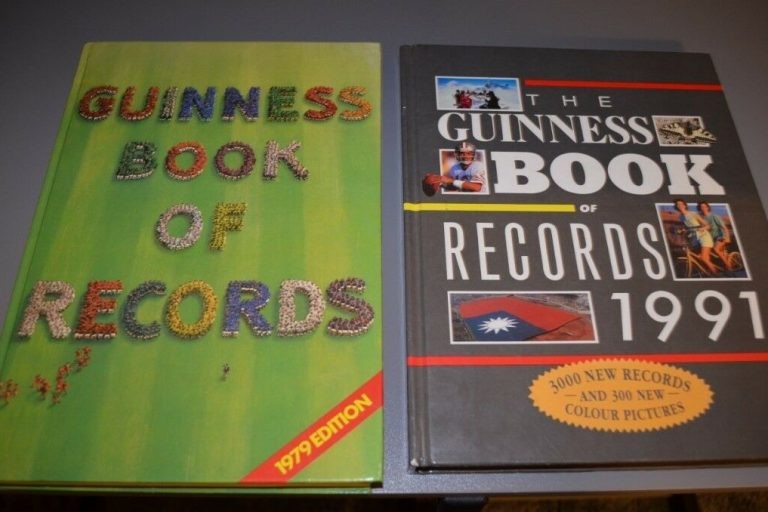 GUINNESS
BOOK
OF
RECORDS
1979 EDITION
THE
GUINNESS
BOOK
OF
RECORDS
1991
3000 NEW RECORDS
— AND 300 NEW —
COLOUR PICTURES